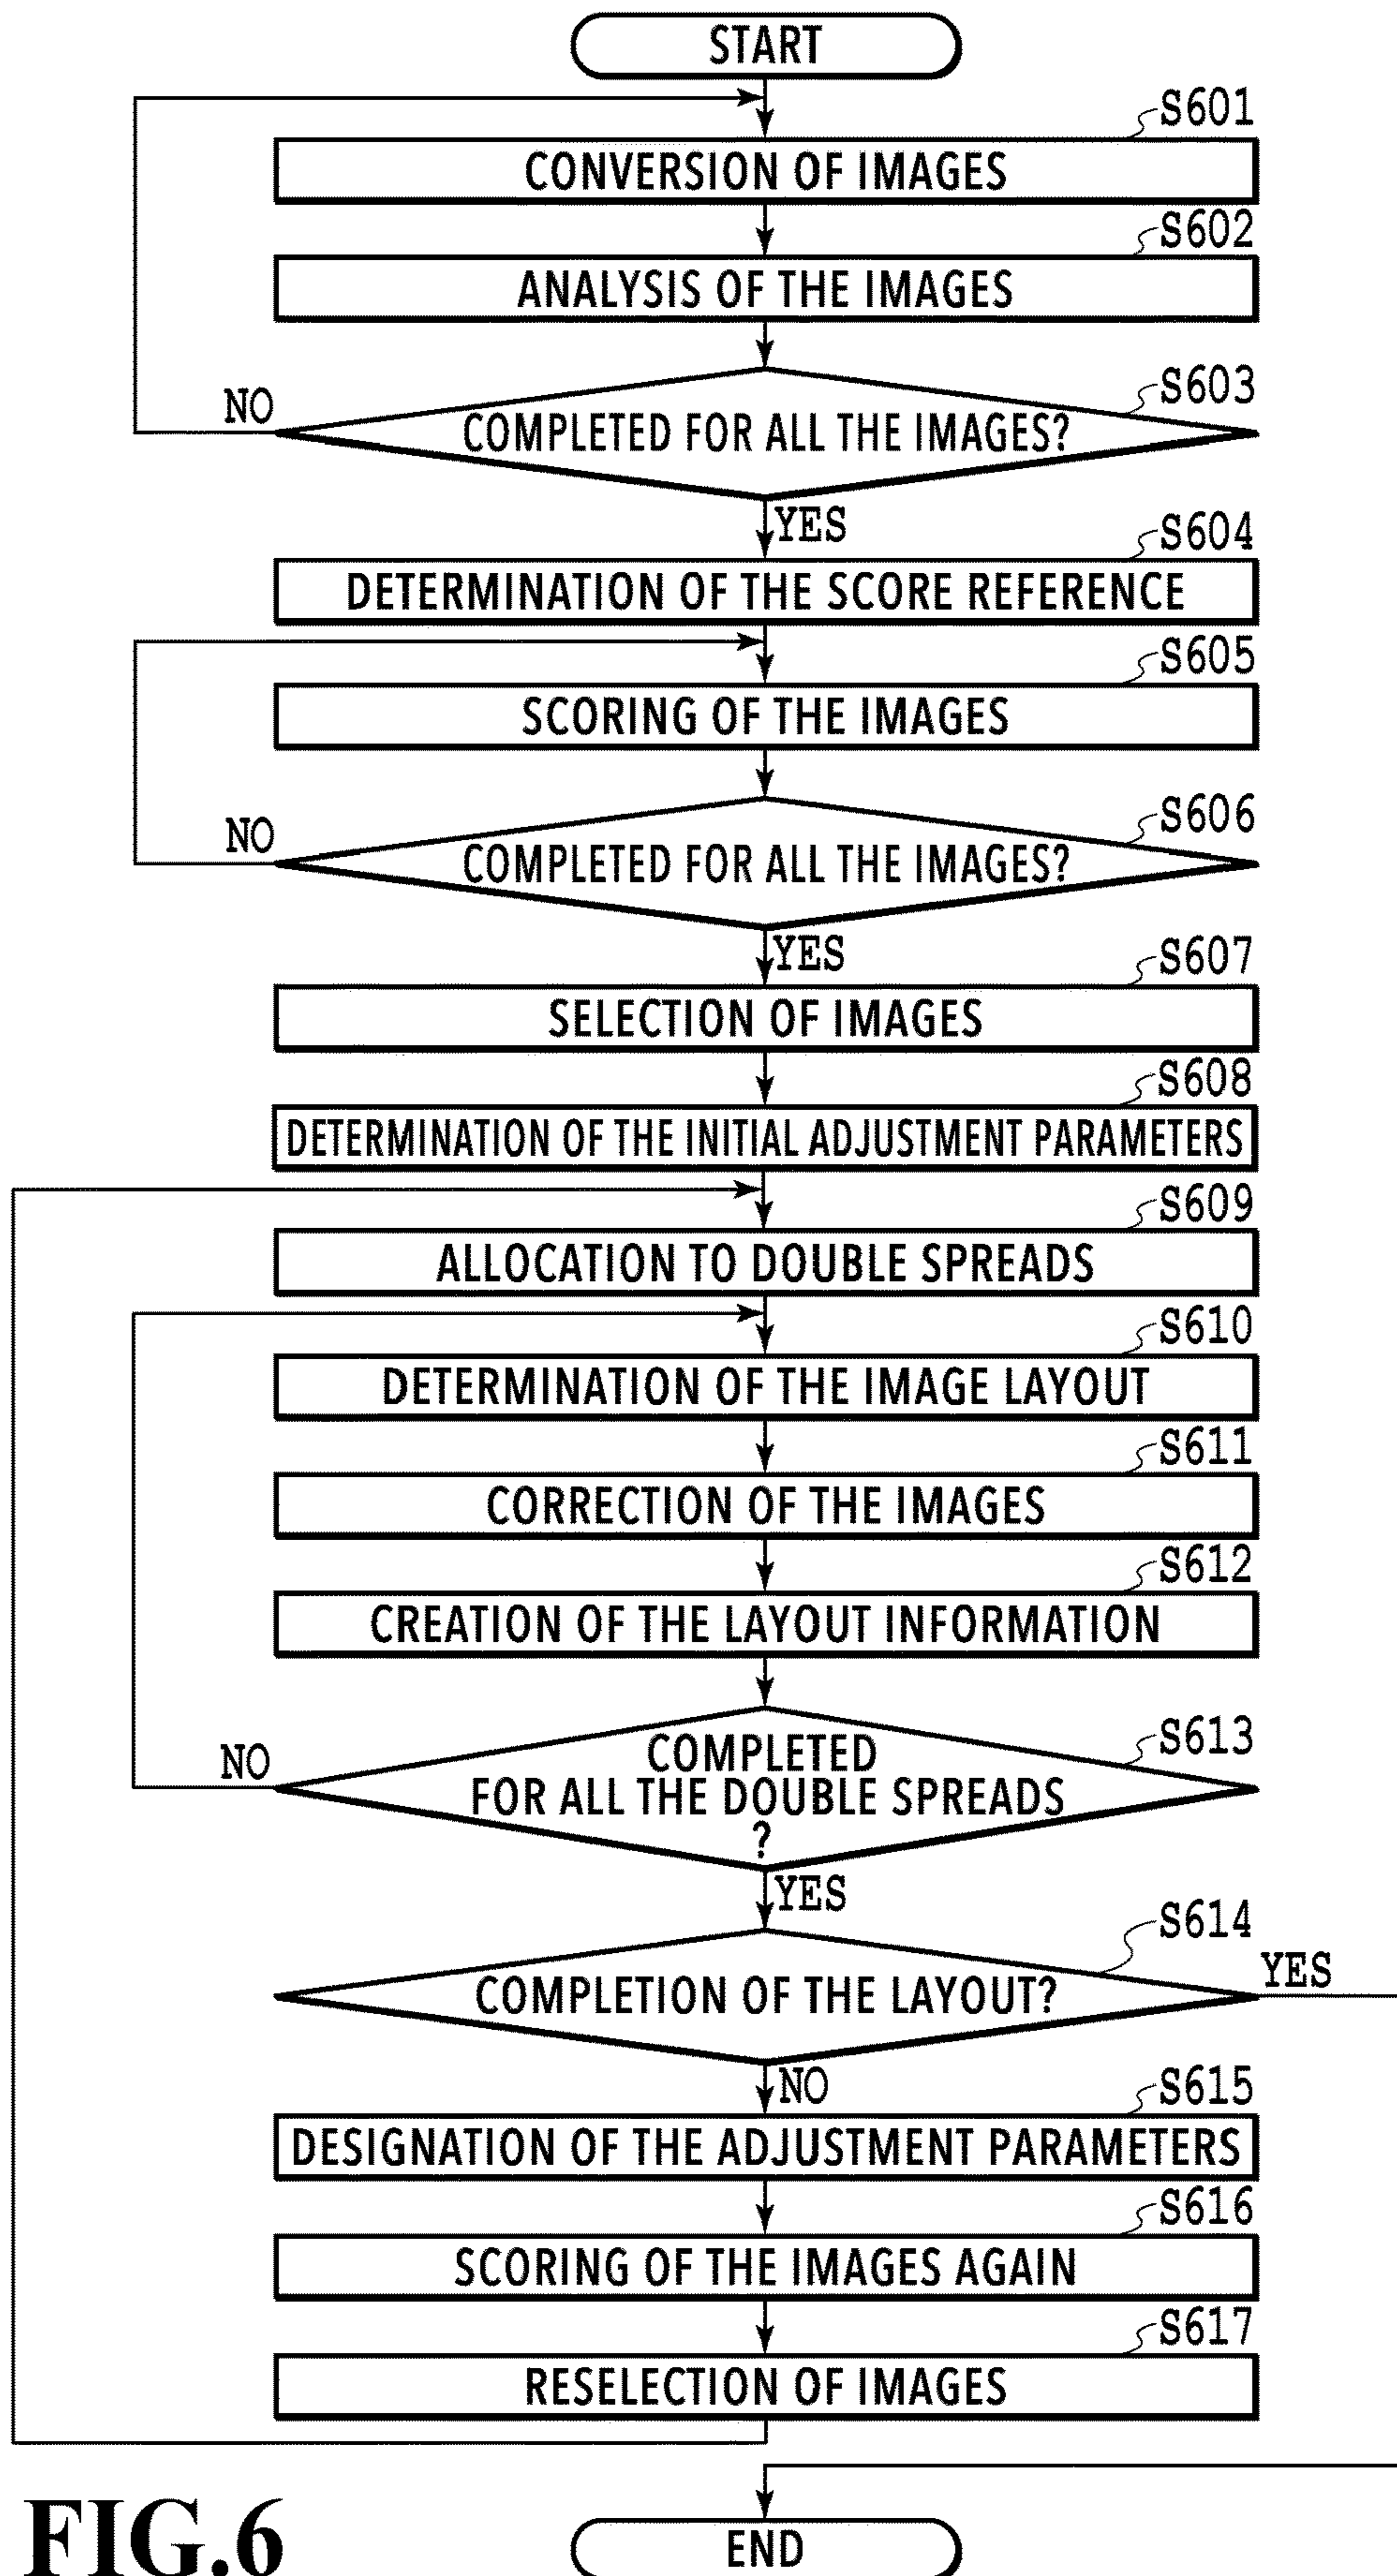 START
S601
CONVERSION OF IMAGES
S602
ANALYSIS OF THE IMAGES
S603
NO
COMPLETED FOR ALL THE IMAGES?
YES
S604
DETERMINATION OF THE SCORE REFERENCE
S605
SCORING OF THE IMAGES
S606
NO
COMPLETED FOR ALL THE IMAGES?
YES
S607
SELECTION OF IMAGES
S608
DETERMINATION OF THE INITIAL ADJUSTMENT PARAMETERS
S609
ALLOCATION TO DOUBLE SPREADS
S610
DETERMINATION OF THE IMAGE LAYOUT
S611
CORRECTION OF THE IMAGES
S612
CREATION OF THE LAYOUT INFORMATION
S613
NO
COMPLETED
FOR ALL THE DOUBLE SPREADS
?
YES
S614
YES
COMPLETION OF THE LAYOUT?
NO
S615
DESIGNATION OF THE ADJUSTMENT PARAMETERS
S616
SCORING OF THE IMAGES AGAIN
S617
RESELECTION OF IMAGES
FIG.6
END